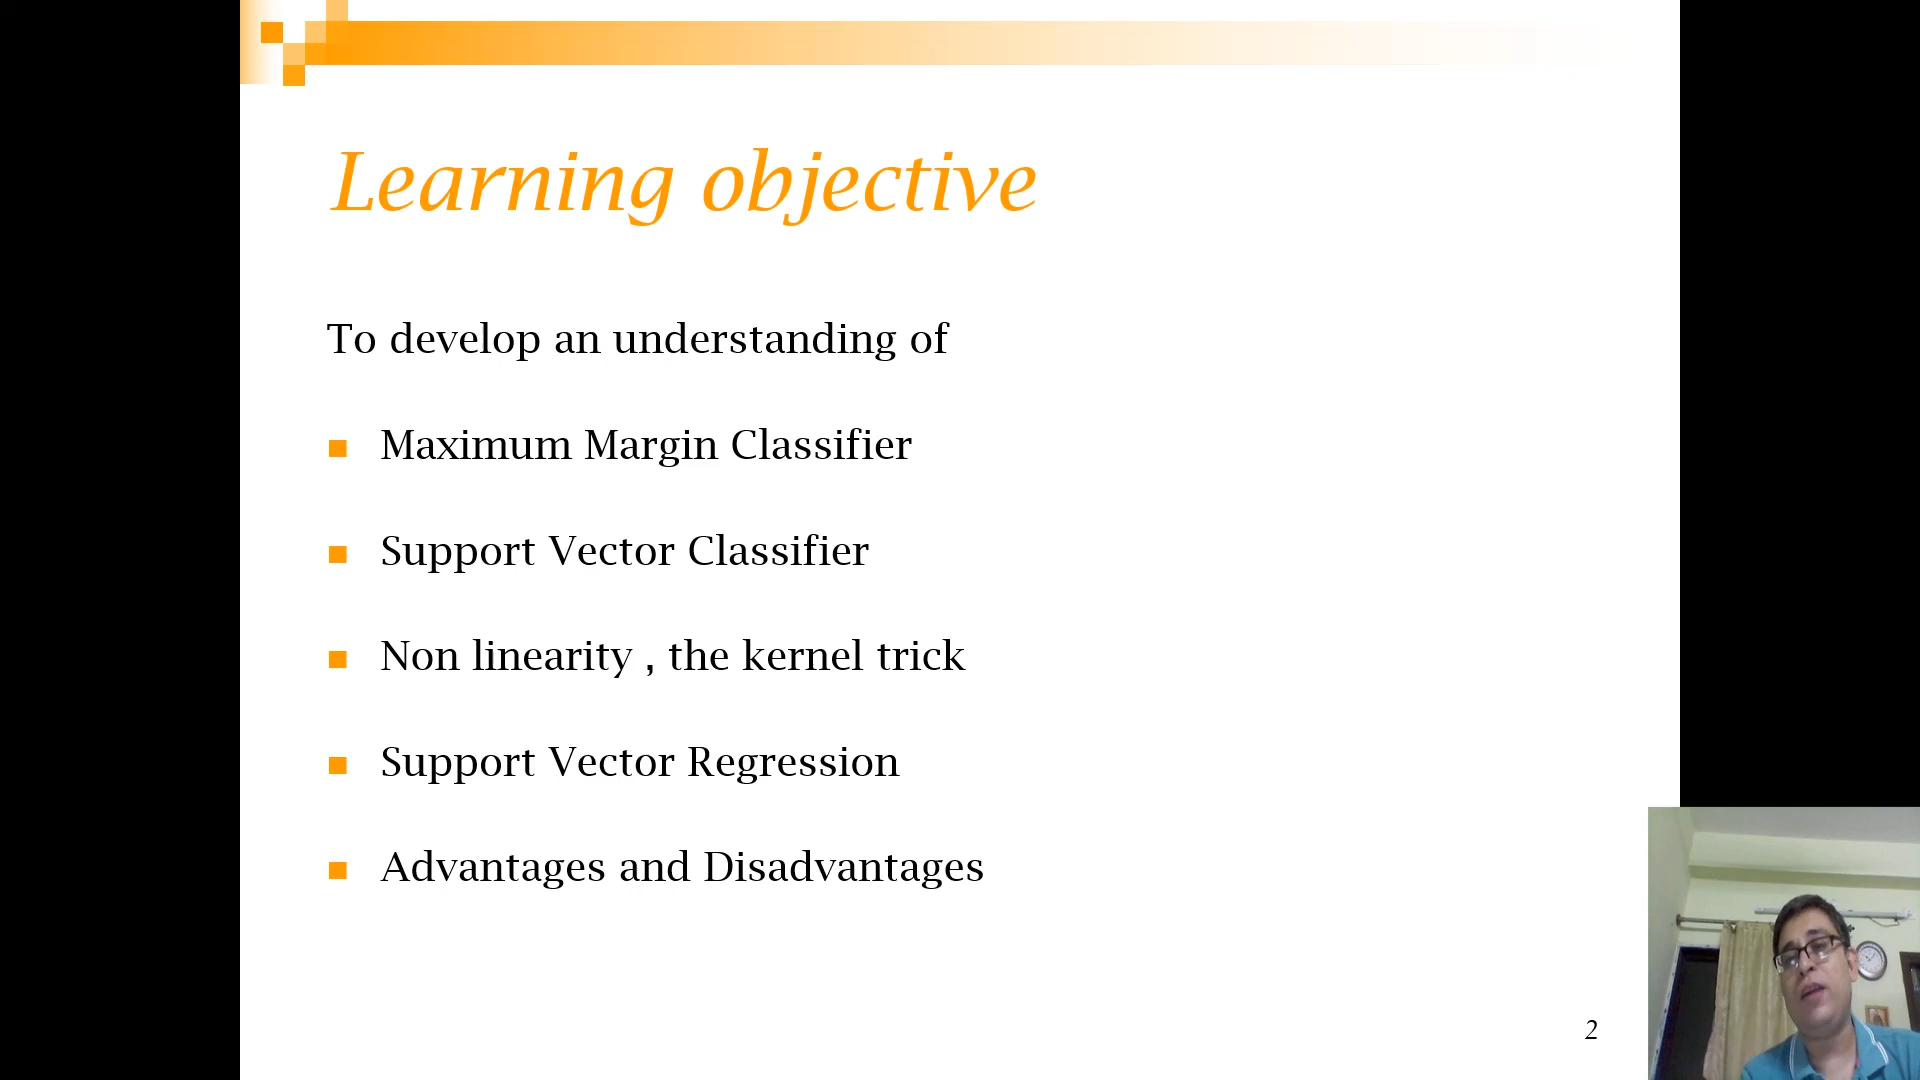 Learning objective
To develop an understanding of
Maximum Margin Classifier
Support Vector Classifier
Non linearity , the kernel trick
Support Vector Regression
Advantages and Disadvantages
2